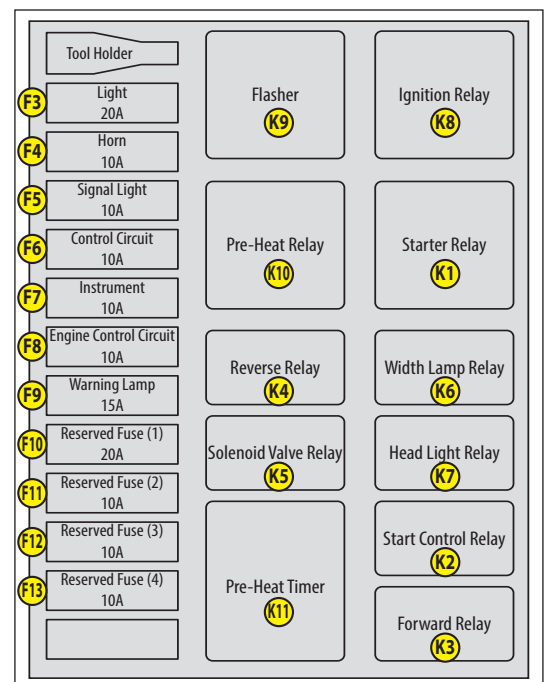 Tool Holder
F3
Light
20A
F4
Horn
10A
F5
Signal Light
10A
F6
Control Circuit
10A
F7
Instrument
10A
F8
Engine Control Circuit
10A
F9
Warning Lamp
15A
F10
Reserved Fuse (1)
20A
F11
Reserved Fuse (2)
10A
F12
Reserved Fuse (3)
10A
F13
Reserved Fuse (4)
10A
Flasher
K9
Pre-Heat Relay
K10
Reverse Relay
K4
Solenoid Valve Relay
K5
Pre-Heat Timer
K11
Ignition Relay
K8
Starter Relay
K1
Width Lamp Relay
K6
Head Light Relay
K7
Start Control Relay
K2
Forward Relay
K3